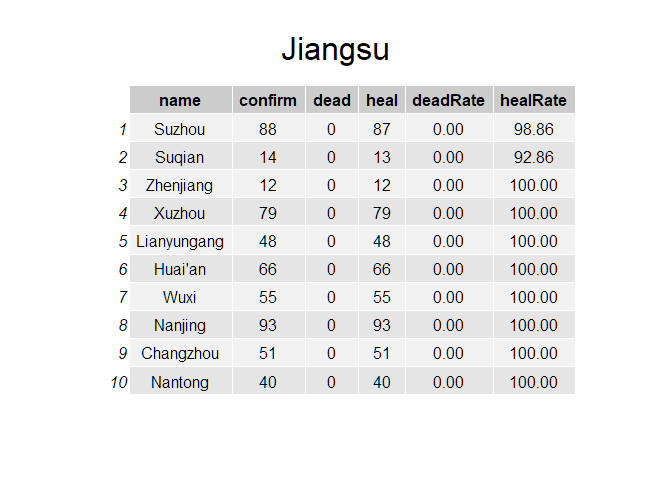 Jiangsu
name confirm dead heal deadRate healRate
1 Suzhou 88 0 87 0.00 98.86
2 Suqian 14 0 13 0.00 92.86
3 Zhenjiang 12 0 12 0.00 100.00
4 Xuzhou 79 0 79 0.00 100.00
5 Lianyungang 48 0 48 0.00 100.00
6 Huai'an 66 0 66 0.00 100.00
7 Wuxi 55 0 55 0.00 100.00
8 Nanjing 93 0 93 0.00 100.00
9 Changzhou 51 0 51 0.00 100.00
10 Nantong 40 0 40 0.00 100.00